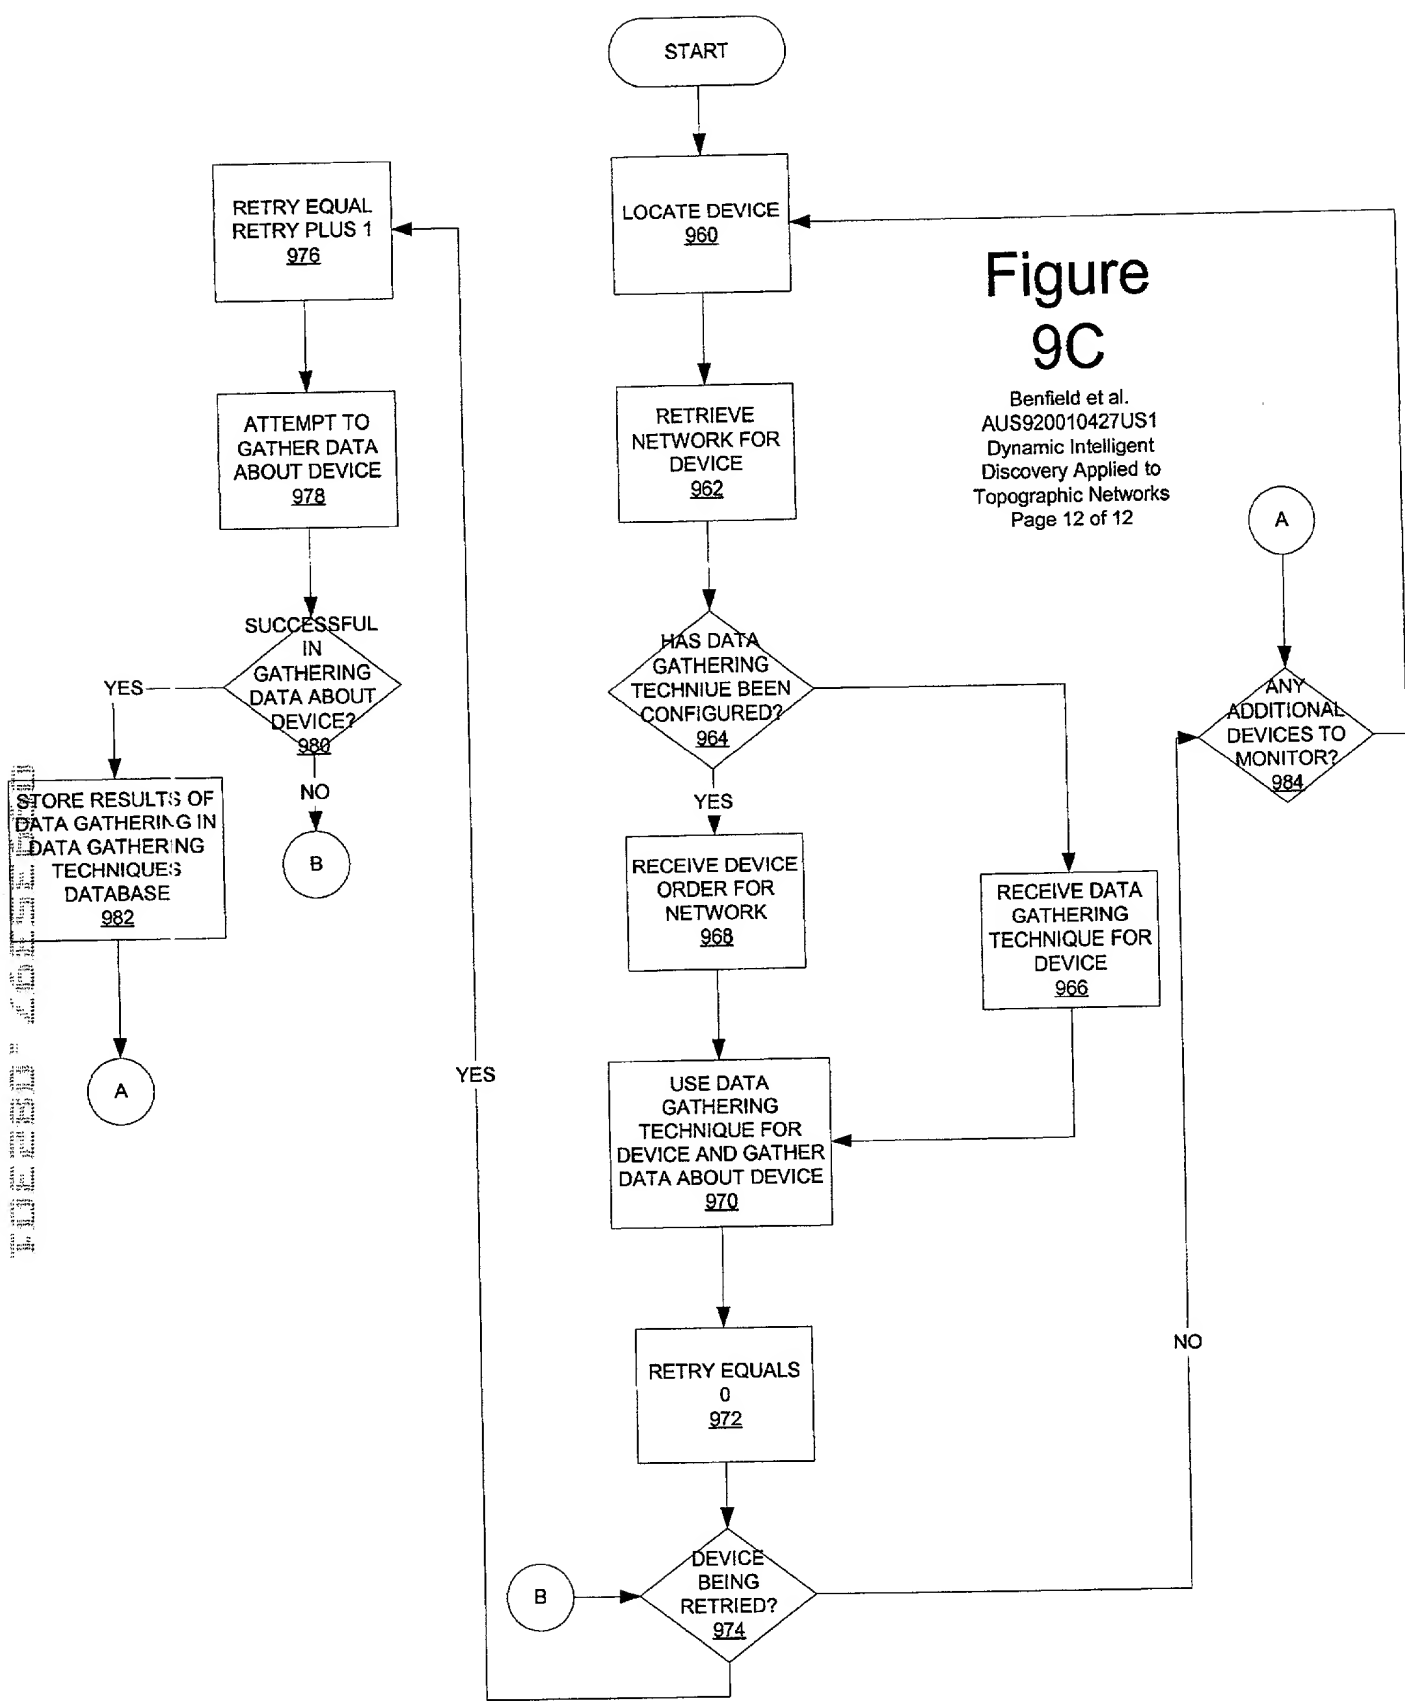 START
RETRY EQUAL
RETRY PLUS 1
976
LOCATE DEVICE
960
Figure
9C
Benfield et al.
AUS920010427US1
Dynamic Intelligent
Discovery Applied to
Topographic Networks
Page 12 of 12
ATTEMPT TO
GATHER DATA
ABOUT DEVICE
978
RETRIEVE
NETWORK FOR
DEVICE
962
A
SUCCESSFUL
IN
GATHERING
DATA ABOUT
DEVICE?
980
YES
NO
HAS DATA
GATHERING
TECHNIUE BEEN
CONFIGURED?
964
YES
ANY
ADDITIONAL
DEVICES TO
MONITOR?
984
STORE RESULTS OF
DATA GATHERING IN
DATA GATHERING
TECHNIQUES
DATABASE
982
B
RECEIVE DEVICE
ORDER FOR
NETWORK
968
RECEIVE DATA
GATHERING
TECHNIQUE FOR
DEVICE
966
A
YES
USE DATA
GATHERING
TECHNIQUE FOR
DEVICE AND GATHER
DATA ABOUT DEVICE
970
RETRY EQUALS
0
972
NO
B
DEVICE
BEING
RETRIED?
974